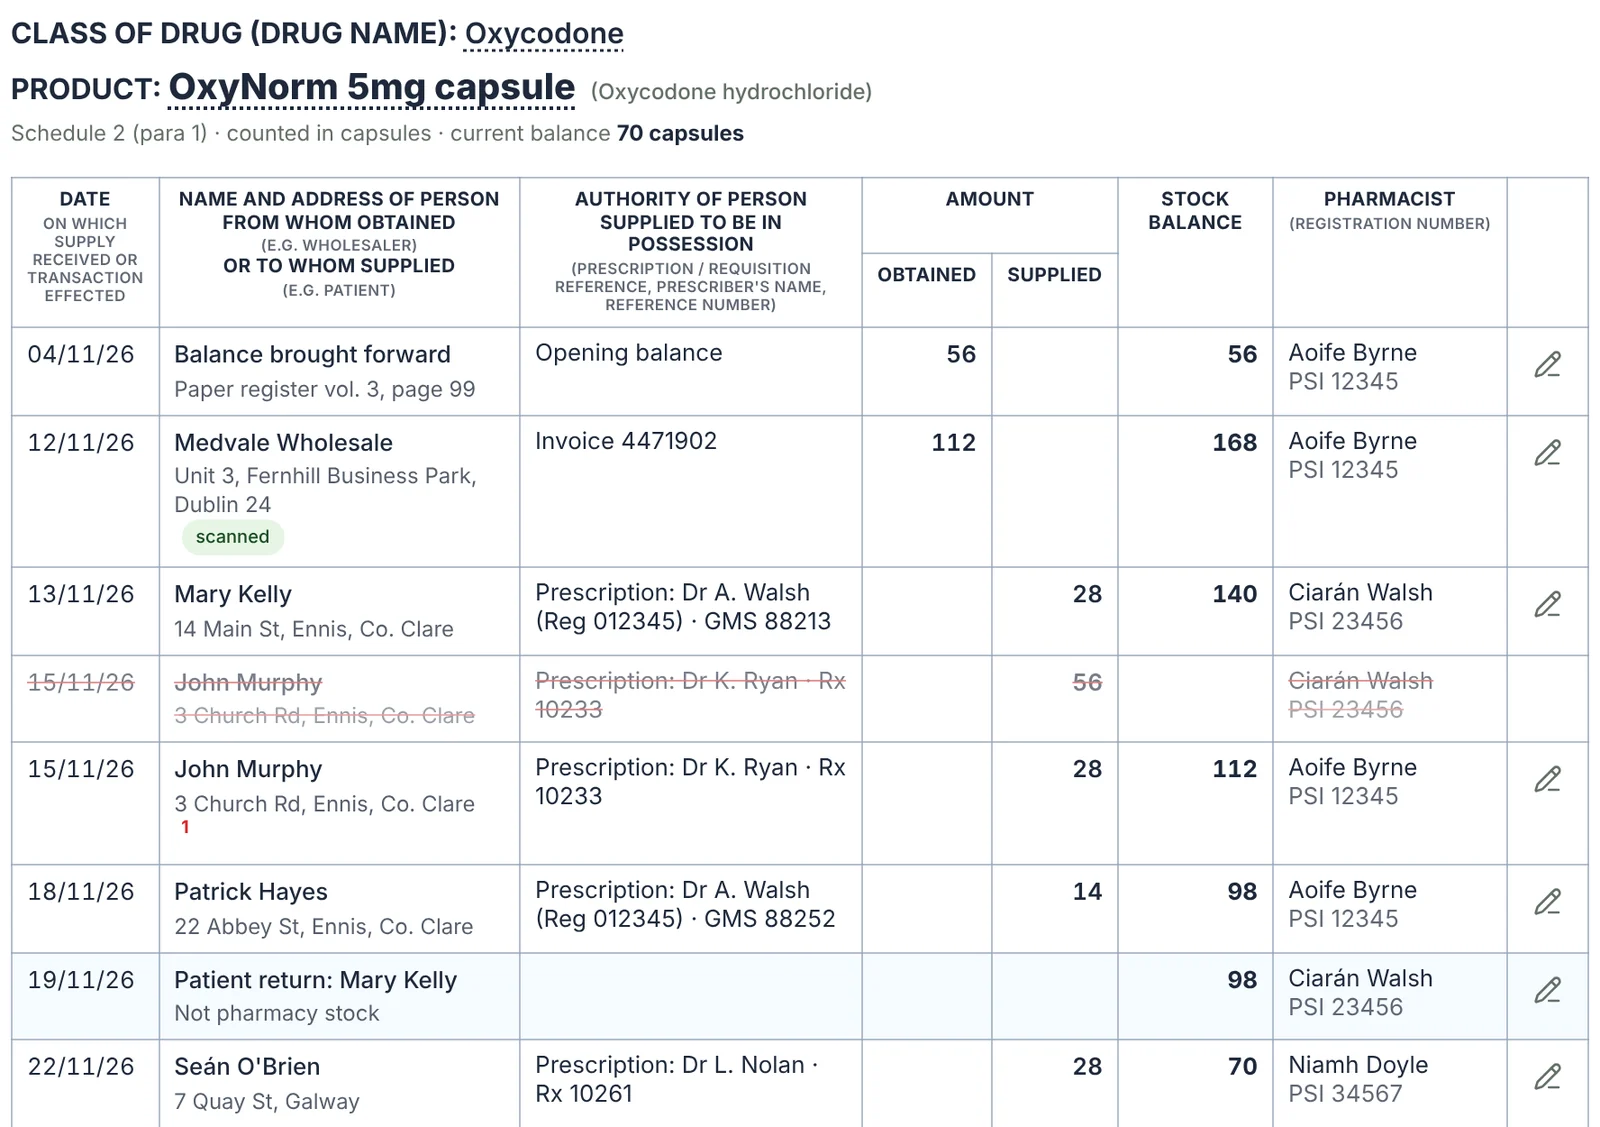 CLASS OF DRUG (DRUG NAME): Oxycodone
PRODUCT: OxyNorm 5mg capsule (Oxycodone hydrochloride)
Schedule 2 (para 1) · counted in capsules · current balance 70 capsules
DATE
ON WHICH
SUPPLY
RECEIVED OR
TRANSACTION
EFFECTED
NAME AND ADDRESS OF PERSON
FROM WHOM OBTAINED
(E.G. WHOLESALER)
OR TO WHOM SUPPLIED
(E.G. PATIENT)
AUTHORITY OF PERSON
SUPPLIED TO BE IN
POSSESSION
(PRESCRIPTION / REQUISITION
REFERENCE, PRESCRIBER'S NAME,
REFERENCE NUMBER)
AMOUNT
OBTAINED
SUPPLIED
STOCK
BALANCE
PHARMACIST
(REGISTRATION NUMBER)
04/11/26
Balance brought forward
Paper register vol. 3, page 99
Opening balance
56
56
Aoife Byrne
PSI 12345
12/11/26
Medvale Wholesale
Unit 3, Fernhill Business Park,
Dublin 24
scanned
Invoice 4471902
112
168
Aoife Byrne
PSI 12345
13/11/26
Mary Kelly
14 Main St, Ennis, Co. Clare
Prescription: Dr A. Walsh
(Reg 012345) · GMS 88213
28
140
Ciarán Walsh
PSI 23456
15/11/26
John Murphy
3 Church Rd, Ennis, Co. Clare
Prescription: Dr K. Ryan · Rx
10233
56
Ciarán Walsh
PSI 23456
15/11/26
John Murphy
3 Church Rd, Ennis, Co. Clare
1
Prescription: Dr K. Ryan · Rx
10233
28
112
Aoife Byrne
PSI 12345
18/11/26
Patrick Hayes
22 Abbey St, Ennis, Co. Clare
Prescription: Dr A. Walsh
(Reg 012345) · GMS 88252
14
98
Aoife Byrne
PSI 12345
19/11/26
Patient return: Mary Kelly
Not pharmacy stock
98
Ciarán Walsh
PSI 23456
22/11/26
Seán O'Brien
7 Quay St, Galway
Prescription: Dr L. Nolan ·
Rx 10261
28
70
Niamh Doyle
PSI 34567